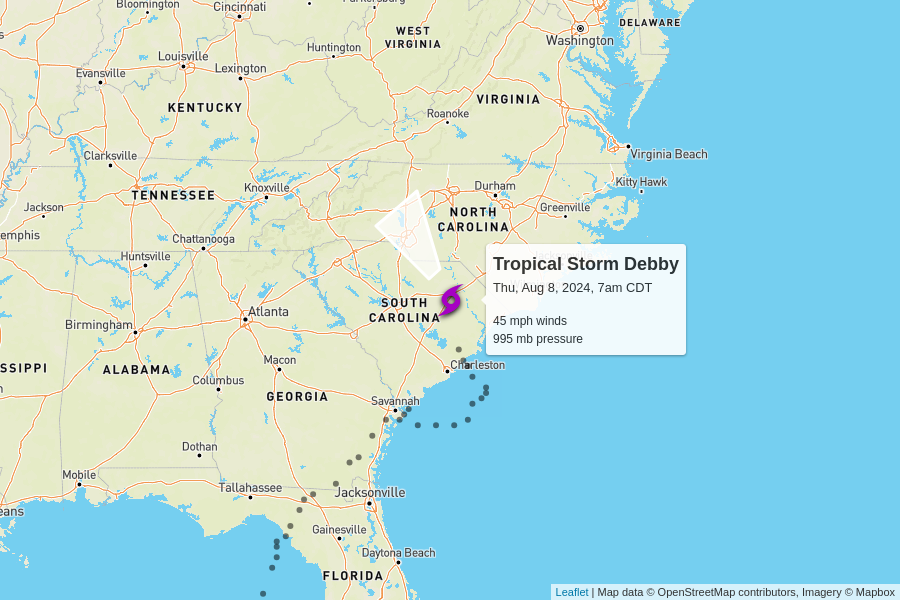 Bloomington
Cincinnati
Parkersburg
DELAWARE
WEST
VIRGINIA
Washington
Huntington
Louisville
Lexington
Evansville
KENTUCKY
VIRGINIA
Roanoke
Clarksville
Virginia Beach
TENNESSEE
Knoxville
Durham
Kitty Hawk
Jackson
NORTH
CAROLINA
Greenville
emphis
Chattanooga
Huntsville
Tropical Storm Debby
Thu, Aug 8, 2024, 7am CDT
45 mph winds
995 mb pressure
SOUTH
CAROLINA
Atlanta
Birmingham
SSIPPI
ALABAMA
Macon
Charleston
Columbus
GEORGIA
Savannah
Dothan
Mobile
Tallahassee
Jacksonville
eans
Gainesville
Daytona Beach
FLORIDA
Leaflet | Map data © OpenStreetMap contributors, Imagery © Mapbox